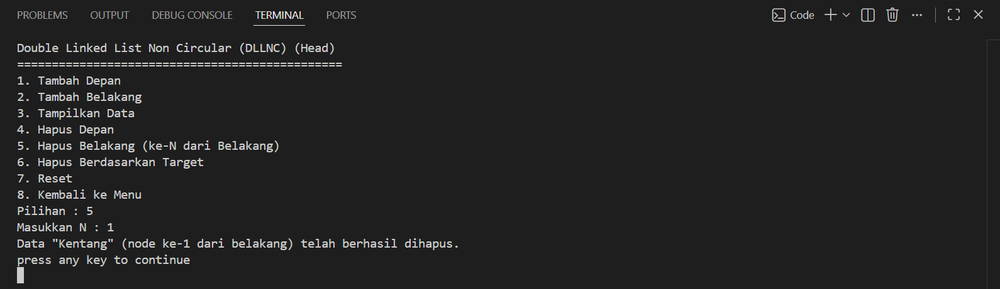 PROBLEMS OUTPUT DEBUG CONSOLE TERMINAL PORTS Code
Double Linked List Non Circular (DLLNC) (Head)
===============================================
1. Tambah Depan
2. Tambah Belakang
3. Tampilkan Data
4. Hapus Depan
5. Hapus Belakang (ke-N dari Belakang)
6. Hapus Berdasarkan Target
7. Reset
8. Kembali ke Menu
Pilihan : 5
Masukkan N : 1
Data "Kentang" (node ke-1 dari belakang) telah berhasil dihapus.
press any key to continue